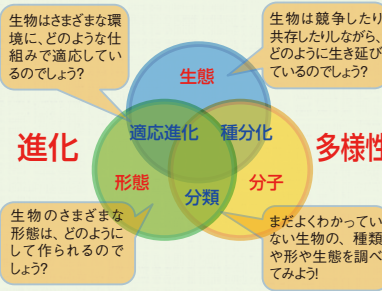 生物はさまざまな環
境に、どのような仕
組みで適応してい
るのでしょう?
生物は競争したり
共存したりしながら、
どのように生き延び
ているのでしょう?
生態
適応進化
種分化
進化
多様性
形態
分子
分類
生物のさまざまな
形態は、どのように
して作られるので
しょう?
まだよくわかってい
ない生物の、種類
や形や生態を調べ
てみよう!